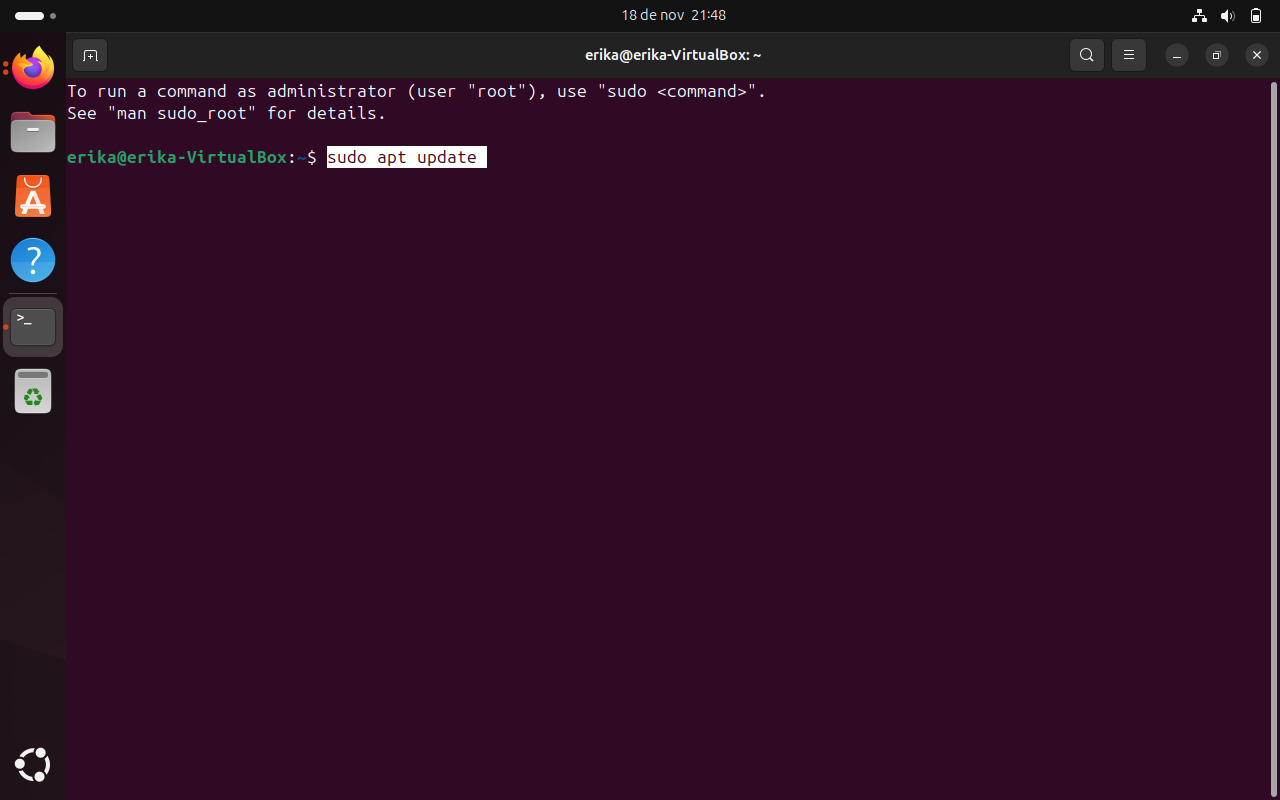 18 de nov 21:48
erika@erika-VirtualBox: ~
To run a command as administrator (user "root"), use "sudo <command>".
See "man sudo_root" for details.
erika@erika-VirtualBox:~$ sudo apt update